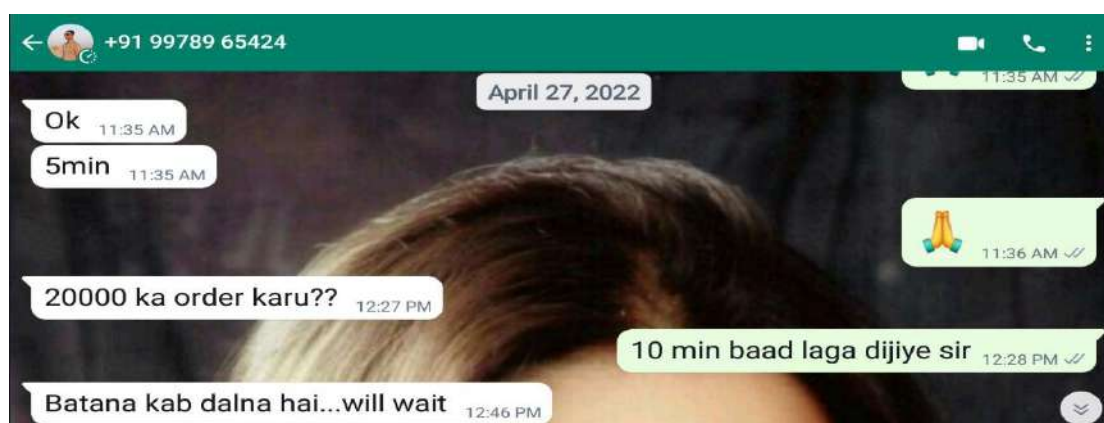 +91 99789 65424
April 27, 2022
11:35 AM
Ok 11:35 AM
5min 11:35 AM
🙏 11:36 AM
20000 ka order karu?? 12:27 PM
10 min baad laga dijiye sir 12:28 PM
Batana kab dalna hai...will wait 12:46 PM